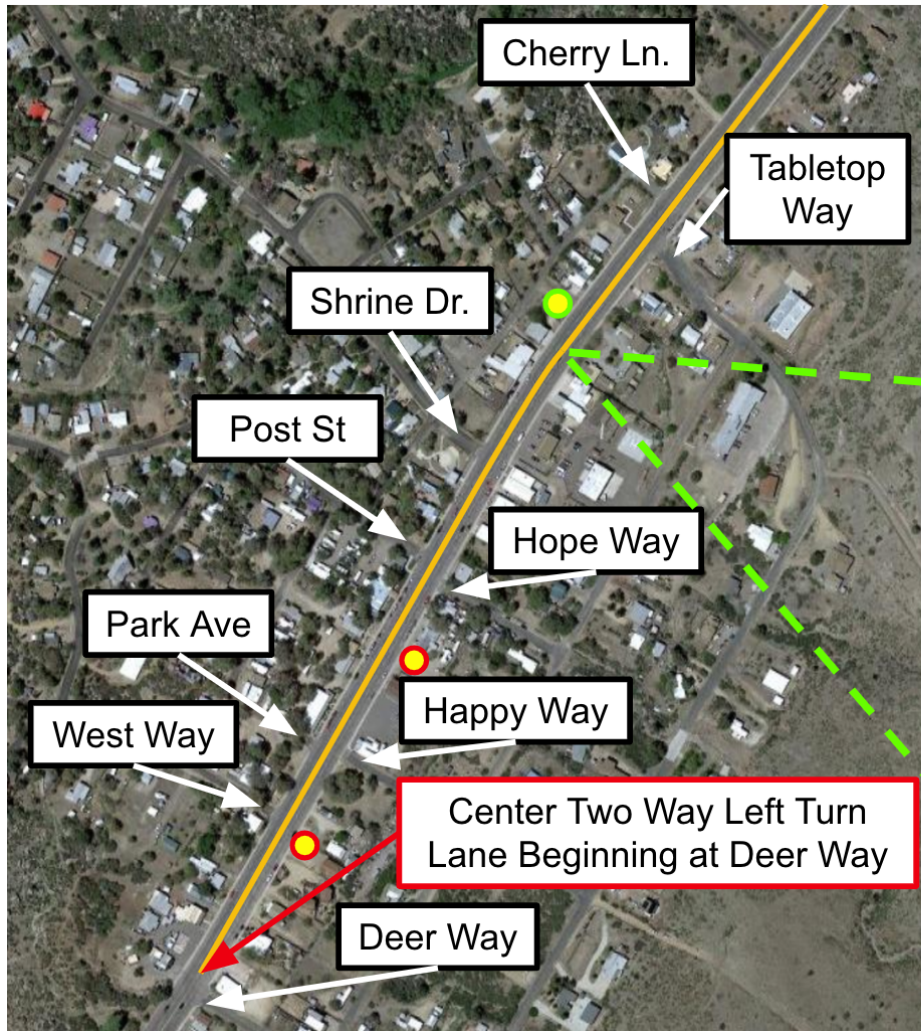 Cherry Ln.
Tabletop
Way
Shrine Dr.
Post St
Hope Way
Park Ave
Happy Way
West Way
Center Two Way Left Turn
Lane Beginning at Deer Way
Deer Way